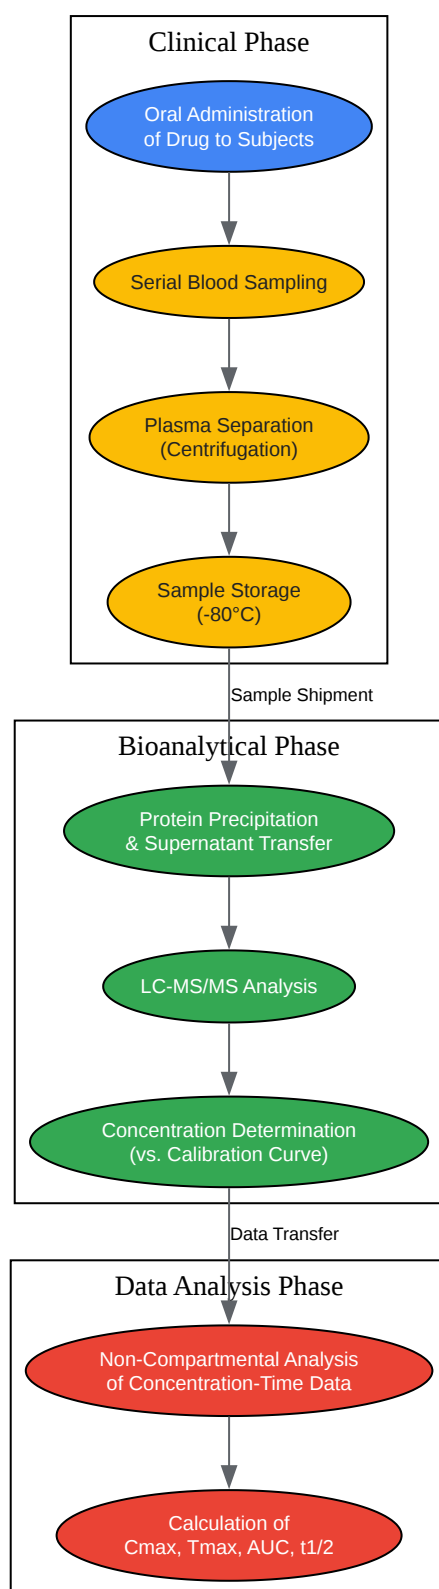 Clinical Phase
Oral Administration
of Drug to Subjects
Serial Blood Sampling
Plasma Separation
(Centrifugation)
Sample Storage
(-80°C)
Sample Shipment
Bioanalytical Phase
Protein Precipitation
& Supernatant Transfer
LC-MS/MS Analysis
Concentration Determination
(vs. Calibration Curve)
Data Transfer
Data Analysis Phase
Non-Compartmental Analysis
of Concentration-Time Data
Calculation of
Cmax, Tmax, AUC, t1/2